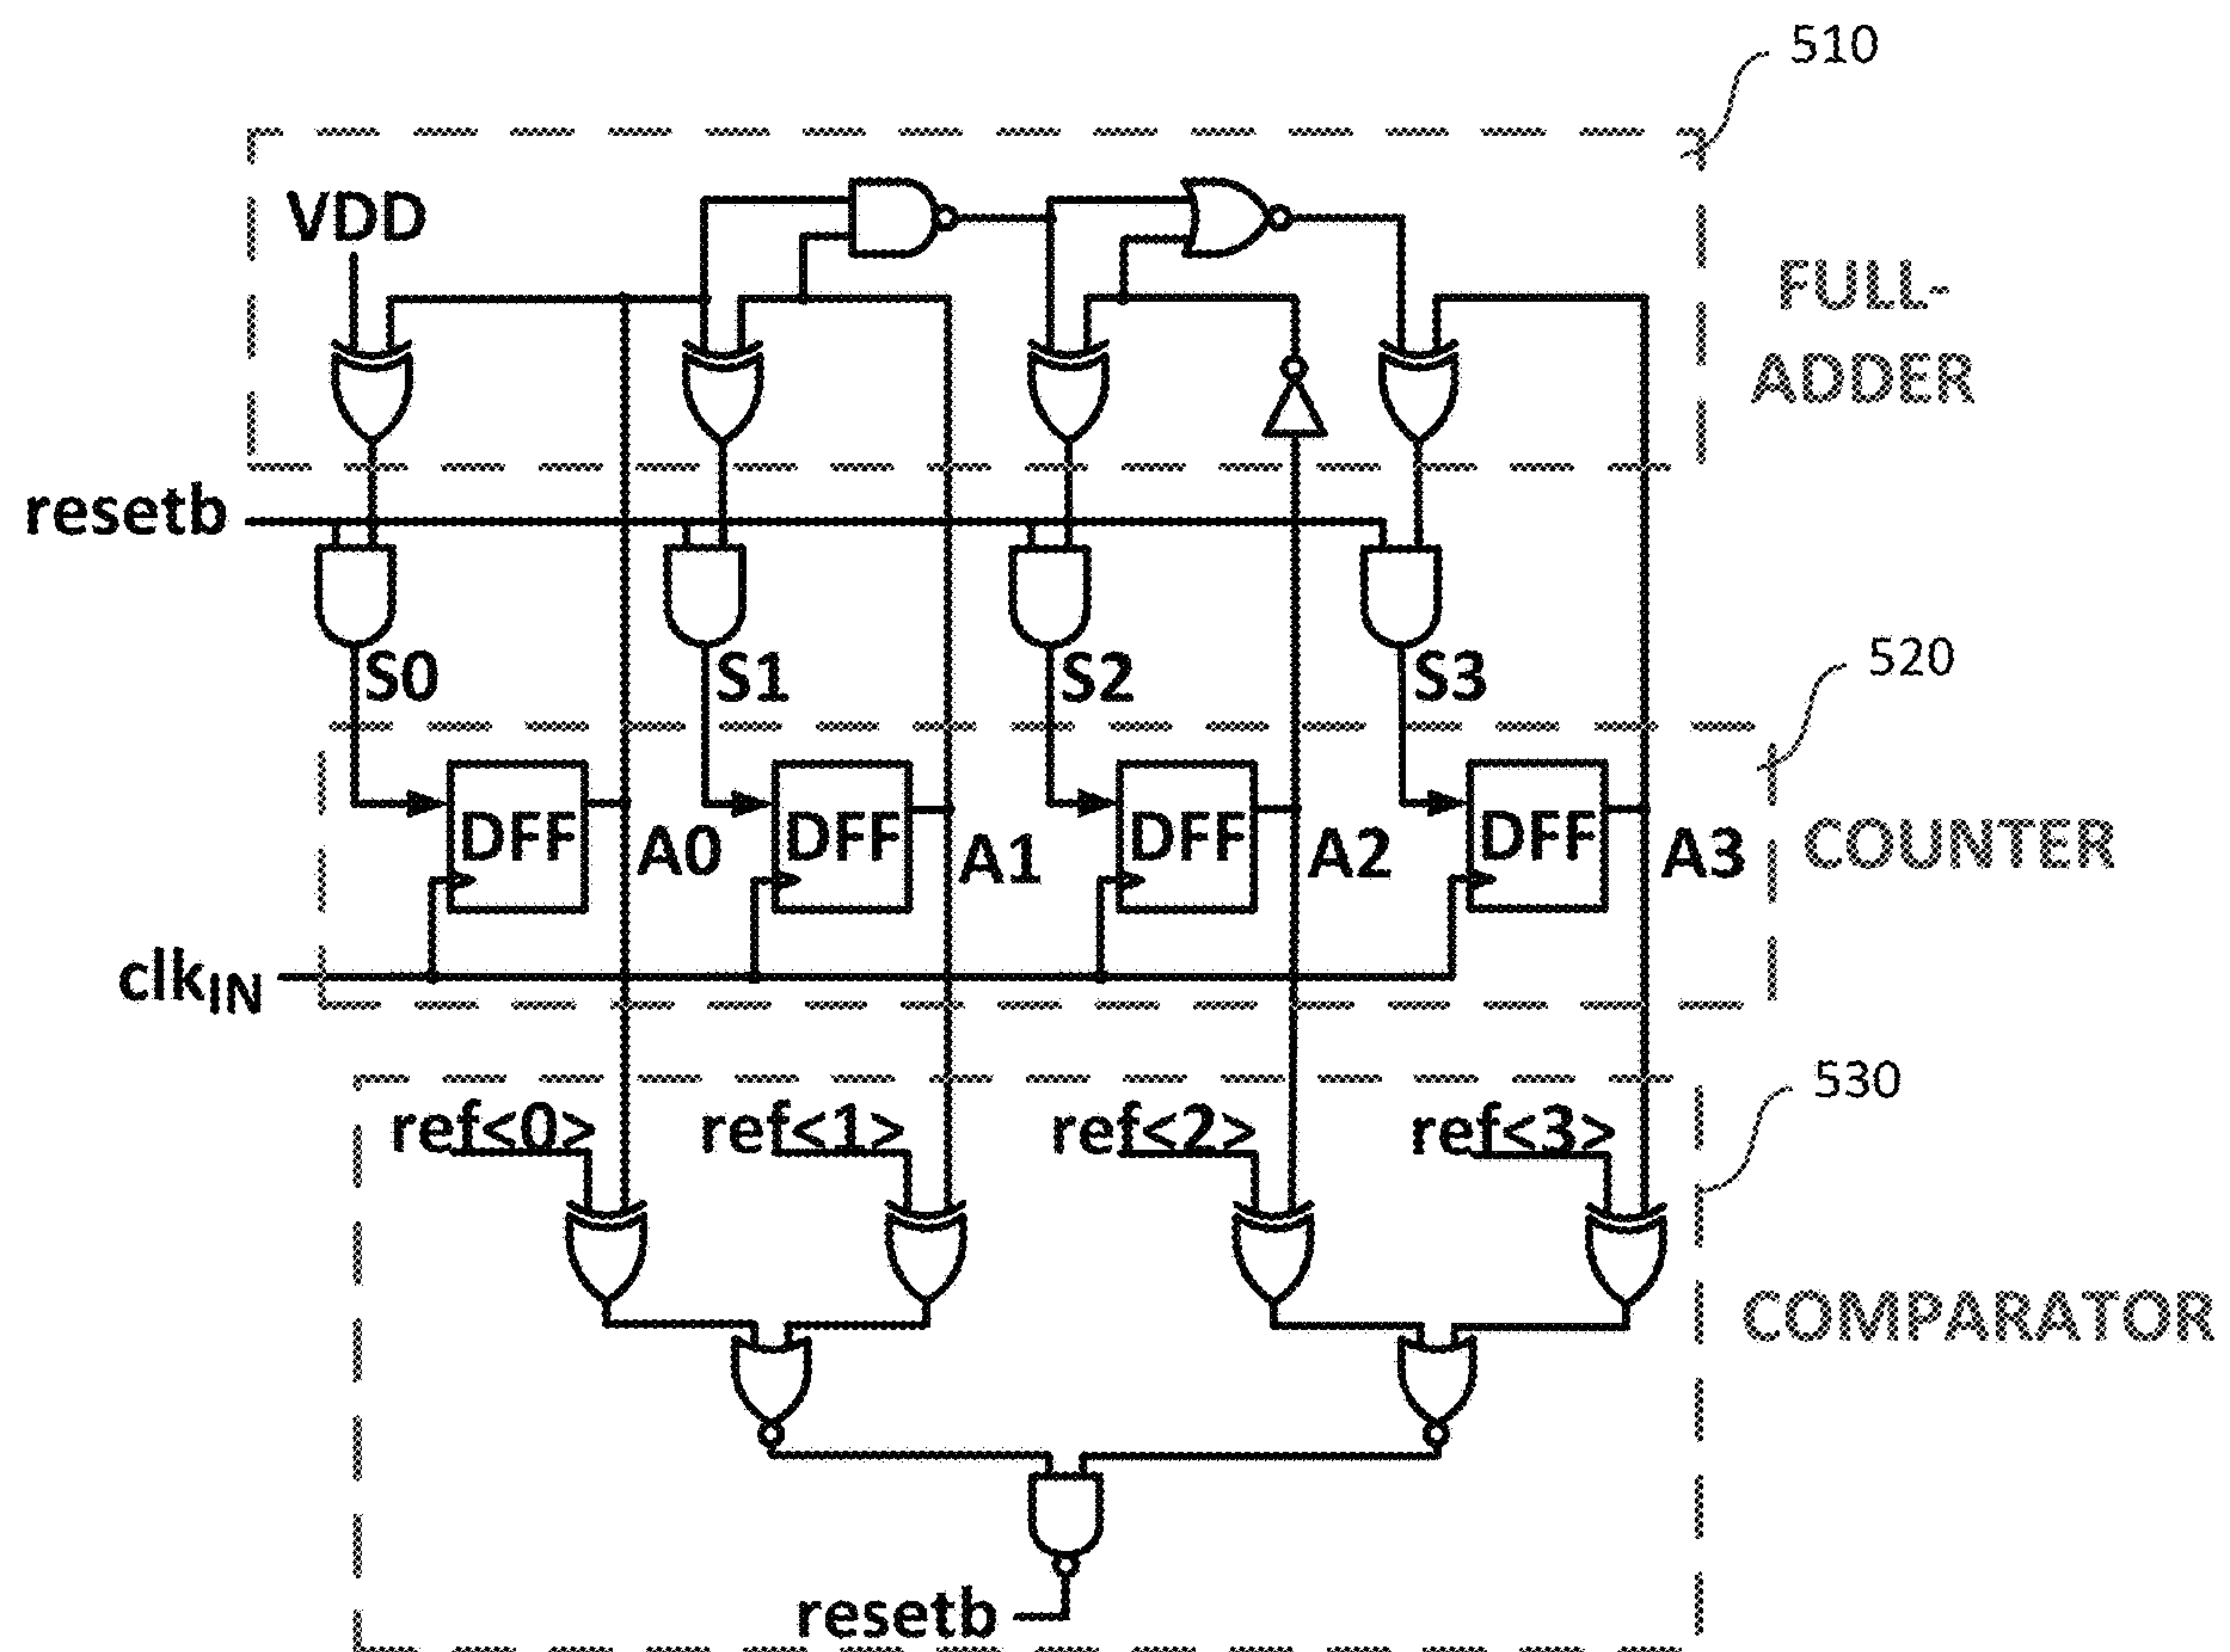 510
VDD
FULL-
ADDER
resetb
S0 S1 S2 S3
520
DFF A0 DFF A1 DFF A2 DFF A3
COUNTER
clkIN
530
ref<0> ref<1> ref<2> ref<3>
COMPARATOR
resetb